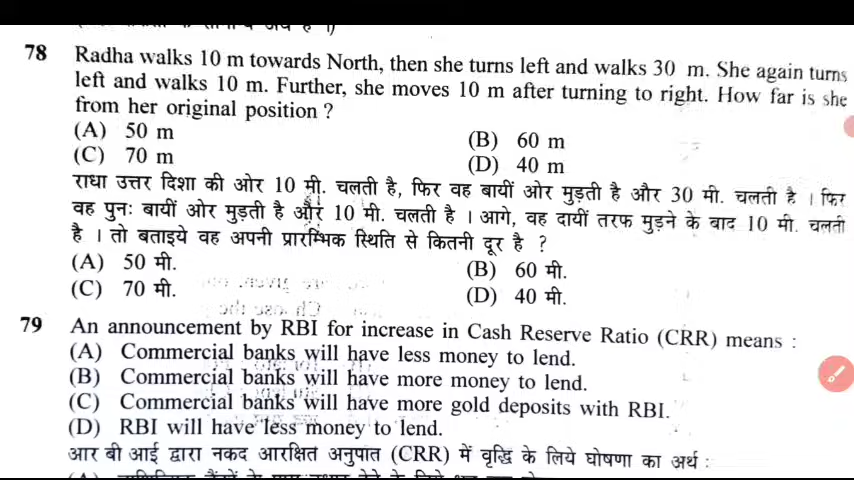 78 Radha walks 10 m towards North, then she turns left and walks 30 m. She again turns
left and walks 10 m. Further, she moves 10 m after turning to right. How far is she
from her original position ?
(A) 50 m (B) 60 m
(C) 70 m (D) 40 m
राधा उत्तर दिशा की ओर 10 मी. चलती है, फिर वह बायीं ओर मुड़ती है और 30 मी. चलती है । फिर
वह पुनः बायीं ओर मुड़ती है और 10 मी. चलती है । आगे, वह दायीं तरफ मुड़ने के बाद 10 मी. चलती
है । तो बताइये वह अपनी प्रारम्भिक स्थिति से कितनी दूर है ?
(A) 50 मी. (B) 60 मी.
(C) 70 मी. (D) 40 मी.
79 An announcement by RBI for increase in Cash Reserve Ratio (CRR) means :
(A) Commercial banks will have less money to lend.
(B) Commercial banks will have more money to lend.
(C) Commercial banks will have more gold deposits with RBI.
(D) RBI will have less money to lend.
आर बी आई द्वारा नकद आरक्षित अनुपात (CRR) में वृद्धि के लिये घोषणा का अर्थ :